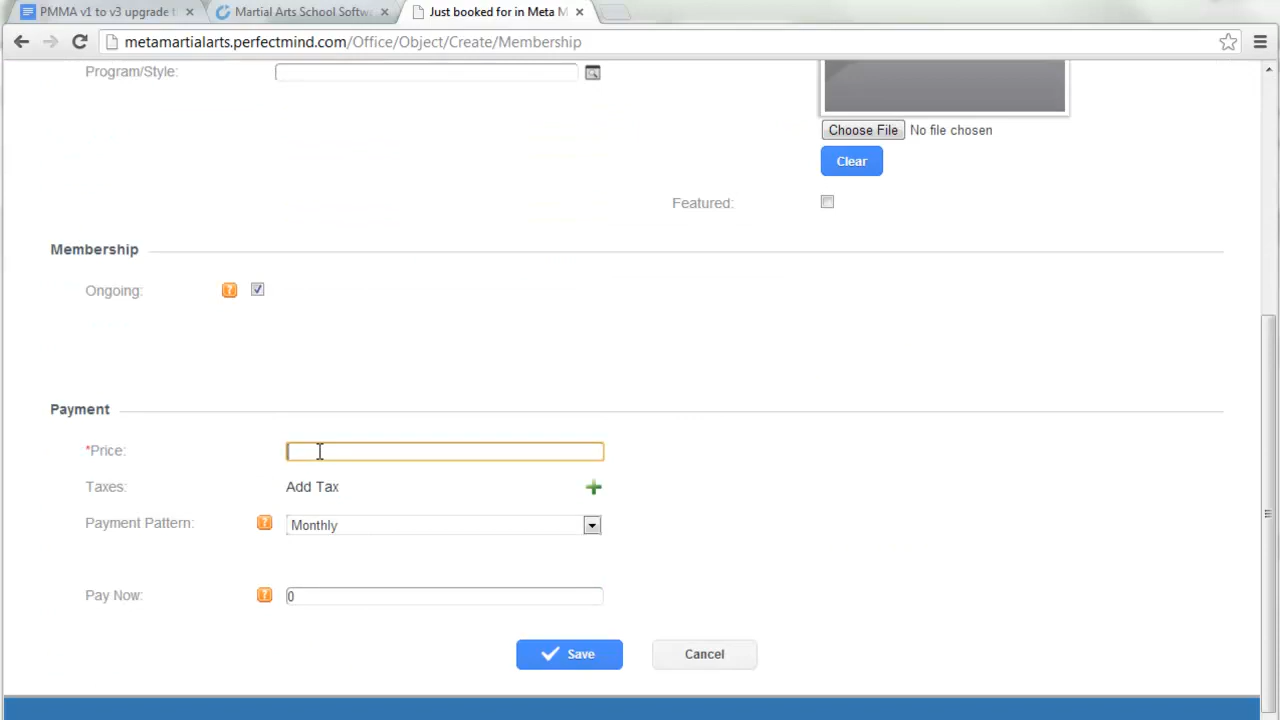 PMMA v1 to v3 upgrade
Martial Arts School Softw
Just booked for in Meta M
metamartialarts.perfectmind.com/Office/Object/Create/Membership
Program/Style:
Choose File No file chosen
Clear
Featured:
Membership
Ongoing:
Payment
*Price:
Taxes: Add Tax
Payment Pattern: Monthly
Pay Now: 0
Save Cancel